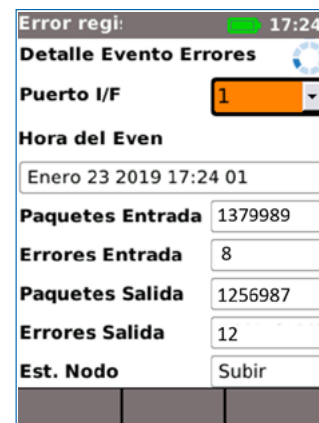 Error regi: 17:24
Detalle Evento Errores
Puerto I/F 1
Hora del Even
Enero 23 2019 17:24 01
Paquetes Entrada 1379989
Errores Entrada 8
Paquetes Salida 1256987
Errores Salida 12
Est. Nodo Subir